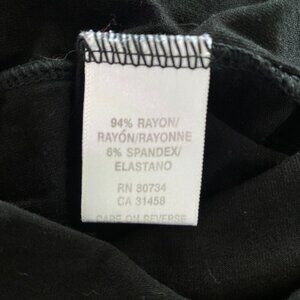 94% RAYON/
RAYÓN/RAYONNE
6% SPANDEX/
ELASTANO
RN 80734
CA 31458
CARE ON REVERSE